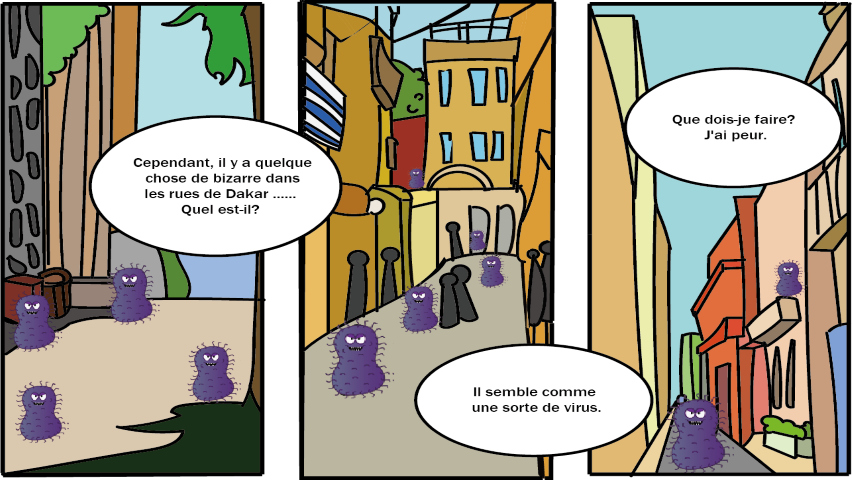 Cependant, il y a quelque
chose de bizarre dans
les rues de Dakar ......
Quel est-il?
Il semble comme
une sorte de virus.
Que dois-je faire?
J'ai peur.